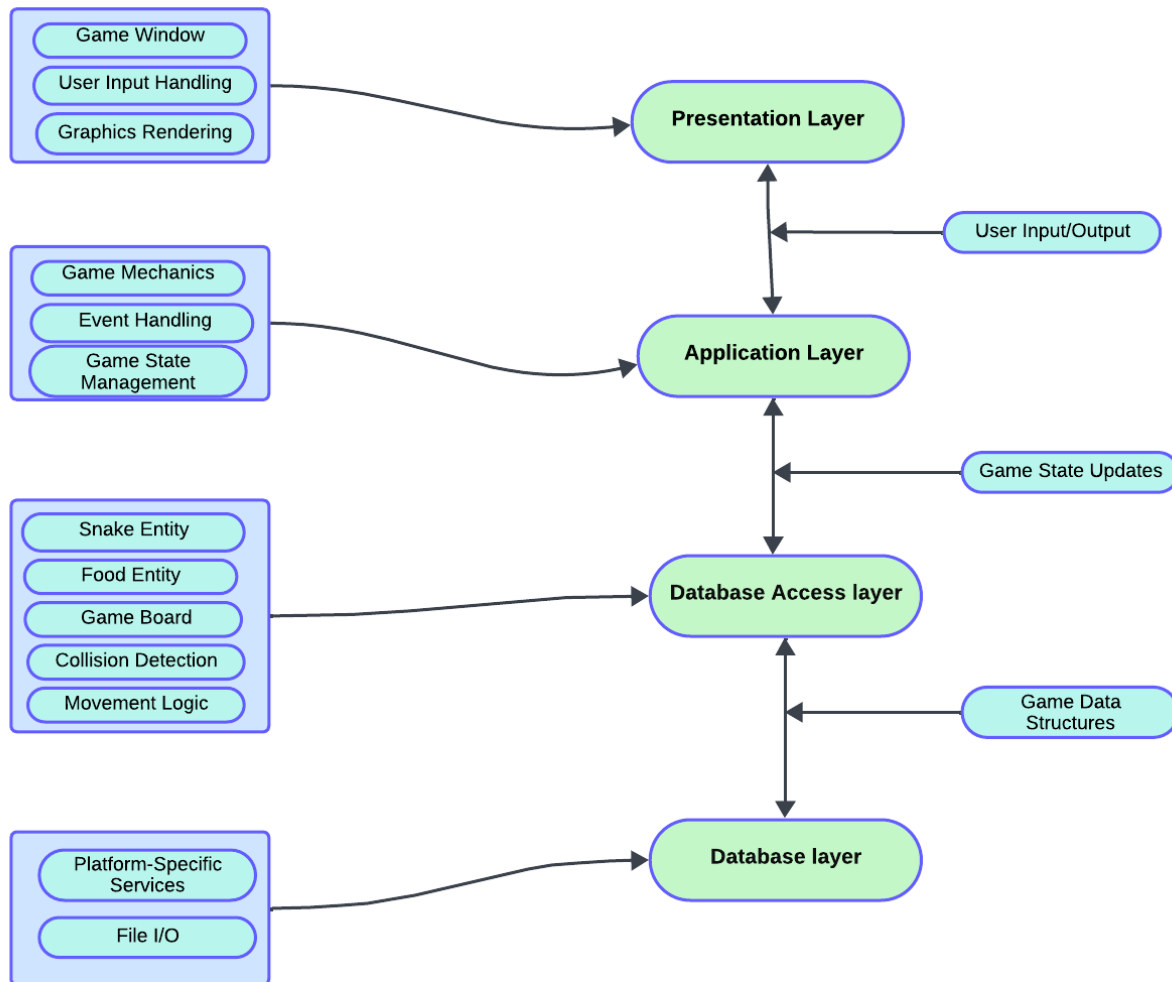 Game Window
User Input Handling
Graphics Rendering
Presentation Layer
User Input/Output
Game Mechanics
Event Handling
Game State
Management
Application Layer
Game State Updates
Snake Entity
Food Entity
Game Board
Collision Detection
Movement Logic
Database Access layer
Game Data
Structures
Platform-Specific
Services
File I/O
Database layer